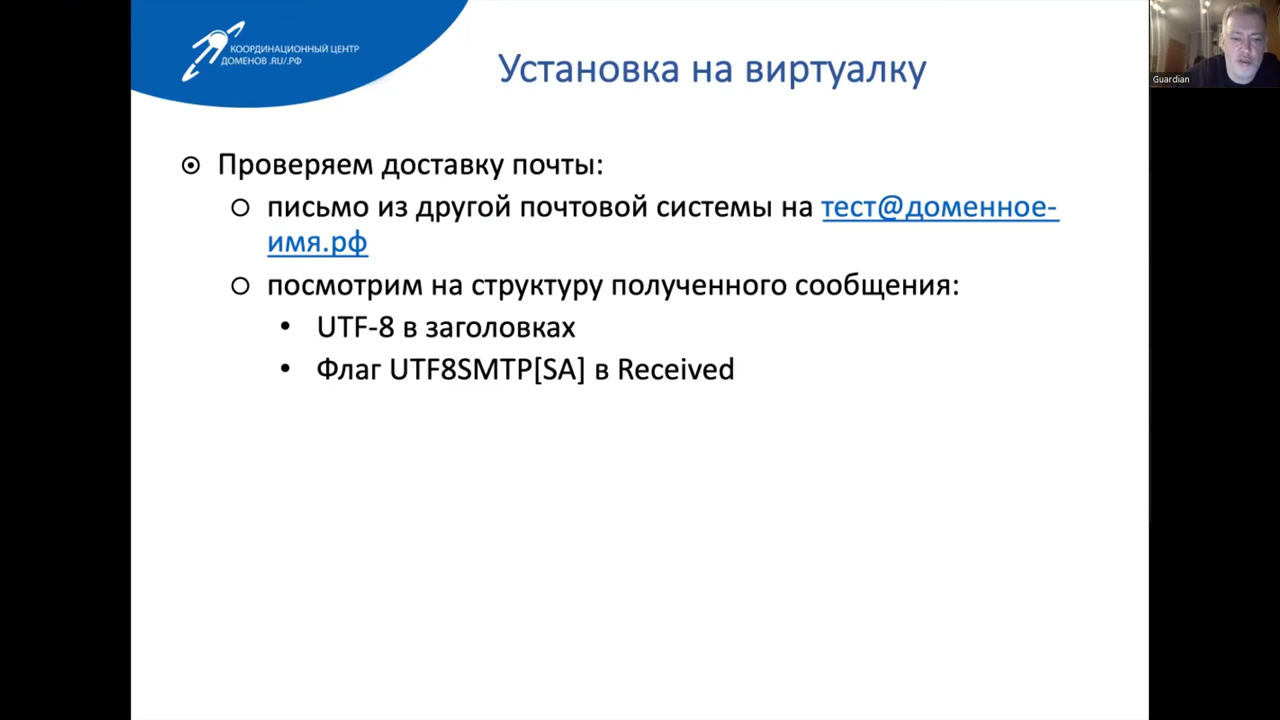 КООРДИНАЦИОННЫЙ ЦЕНТР
ДОМЕНОВ .RU/.РФ
Установка на виртуалку
Guardian
Проверяем доставку почты:
письмо из другой почтовой системы на тест@доменное-
имя.рф
посмотрим на структуру полученного сообщения:
• UTF-8 в заголовках
• Флаг UTF8SMTP[SA] в Received